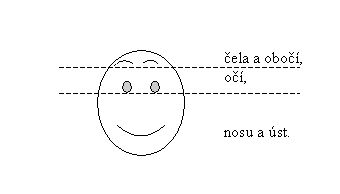 čela a obočí,
očí,
nosu a úst.